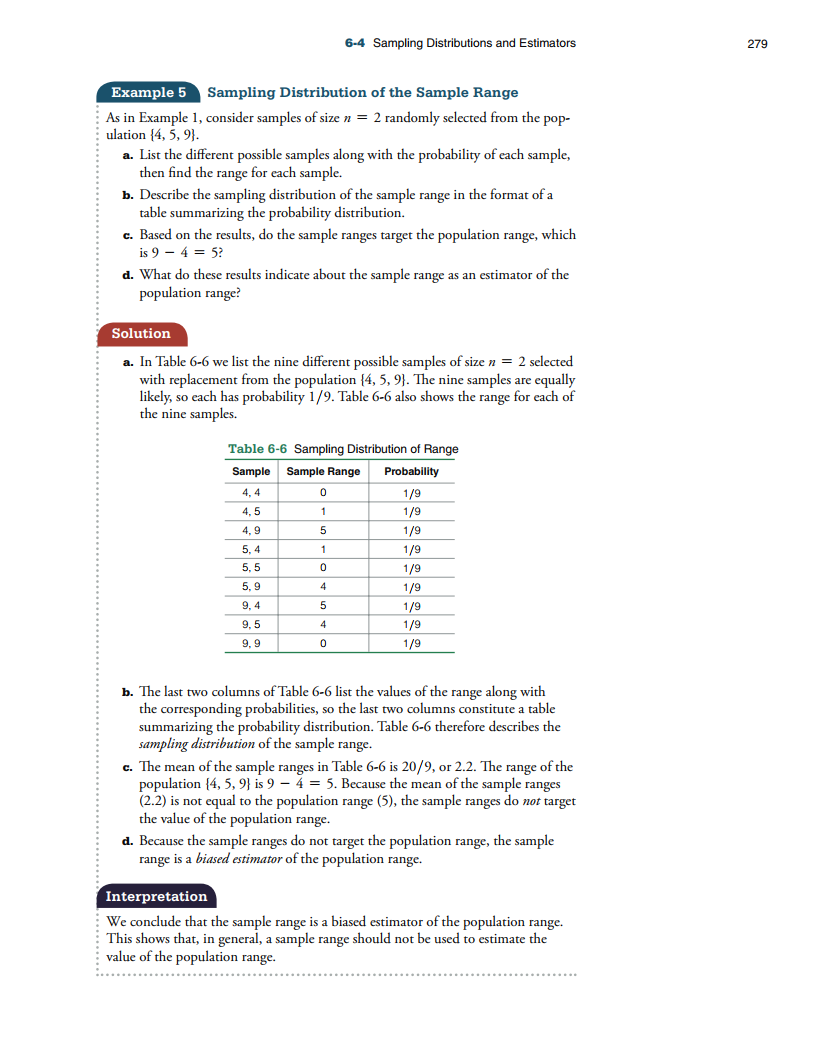 6-4 Sampling Distributions and Estimators 279
Example 5 Sampling Distribution of the Sample Range
As in Example 1, consider samples of size n = 2 randomly selected from the pop-
ulation {4, 5, 9}.
a. List the different possible samples along with the probability of each sample,
then find the range for each sample.
b. Describe the sampling distribution of the sample range in the format of a
table summarizing the probability distribution.
c. Based on the results, do the sample ranges target the population range, which
is 9 − 4 = 5?
d. What do these results indicate about the sample range as an estimator of the
population range?
Solution
a. In Table 6-6 we list the nine different possible samples of size n = 2 selected
with replacement from the population {4, 5, 9}. The nine samples are equally
likely, so each has probability 1/9. Table 6-6 also shows the range for each of
the nine samples.
Table 6-6 Sampling Distribution of Range
Sample Sample Range Probability
4, 4 0 1/9
4, 5 1 1/9
4, 9 5 1/9
5, 4 1 1/9
5, 5 0 1/9
5, 9 4 1/9
9, 4 5 1/9
9, 5 4 1/9
9, 9 0 1/9
b. The last two columns of Table 6-6 list the values of the range along with
the corresponding probabilities, so the last two columns constitute a table
summarizing the probability distribution. Table 6-6 therefore describes the
sampling distribution of the sample range.
c. The mean of the sample ranges in Table 6-6 is 20/9, or 2.2. The range of the
population {4, 5, 9} is 9 − 4 = 5. Because the mean of the sample ranges
(2.2) is not equal to the population range (5), the sample ranges do not target
the value of the population range.
d. Because the sample ranges do not target the population range, the sample
range is a biased estimator of the population range.
Interpretation
We conclude that the sample range is a biased estimator of the population range.
This shows that, in general, a sample range should not be used to estimate the
value of the population range.